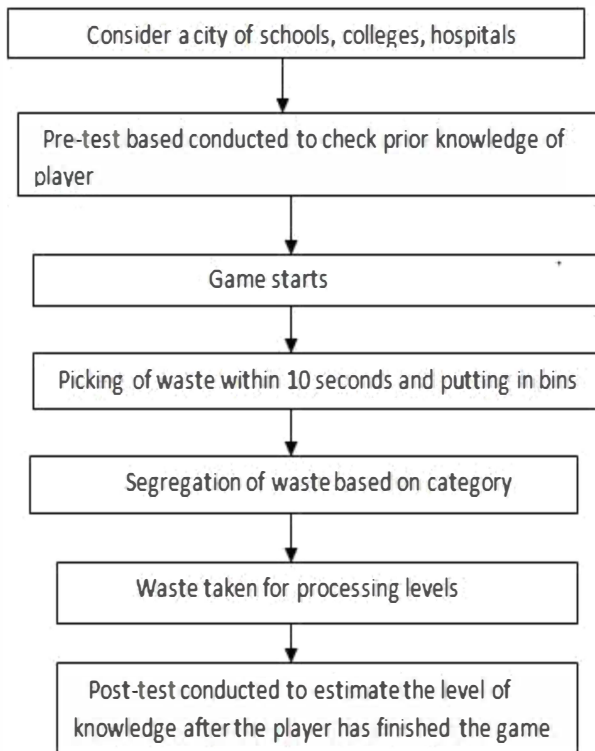 Consider a city of schools, colleges, hospitals
Pre-test based conducted to check prior knowledge of
player
Game starts
Picking of waste within 10 seconds and putting in bins
Segregation of waste based on category
Waste taken for processing levels
Post-test conducted to estimate the level of
knowledge after the player has finished the game